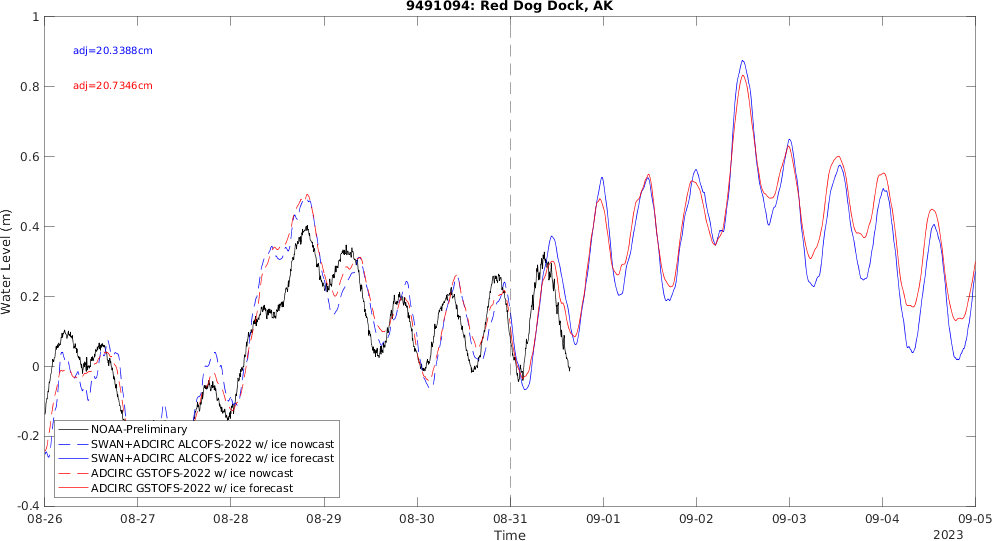 9491094: Red Dog Dock, AK
adj=20.3388cm
adj=20.7346cm
Water Level (m)
1
0.8
0.6
0.4
0.2
0
-0.2
-0.4
NOAA-Preliminary
SWAN+ADCIRC ALCOFS-2022 w/ ice nowcast
SWAN+ADCIRC ALCOFS-2022 w/ ice forecast
ADCIRC GSTOFS-2022 w/ ice nowcast
ADCIRC GSTOFS-2022 w/ ice forecast
08-26 08-27 08-28 08-29 08-30 08-31 09-01 09-02 09-03 09-04 09-05
Time
2023